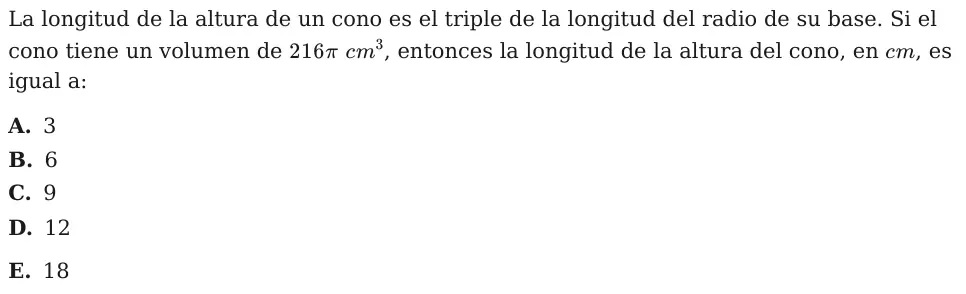 La longitud de la altura de un cono es el triple de la longitud del radio de su base. Si el
cono tiene un volumen de 216π cm³, entonces la longitud de la altura del cono, en cm, es
igual a:
A. 3
B. 6
C. 9
D. 12
E. 18